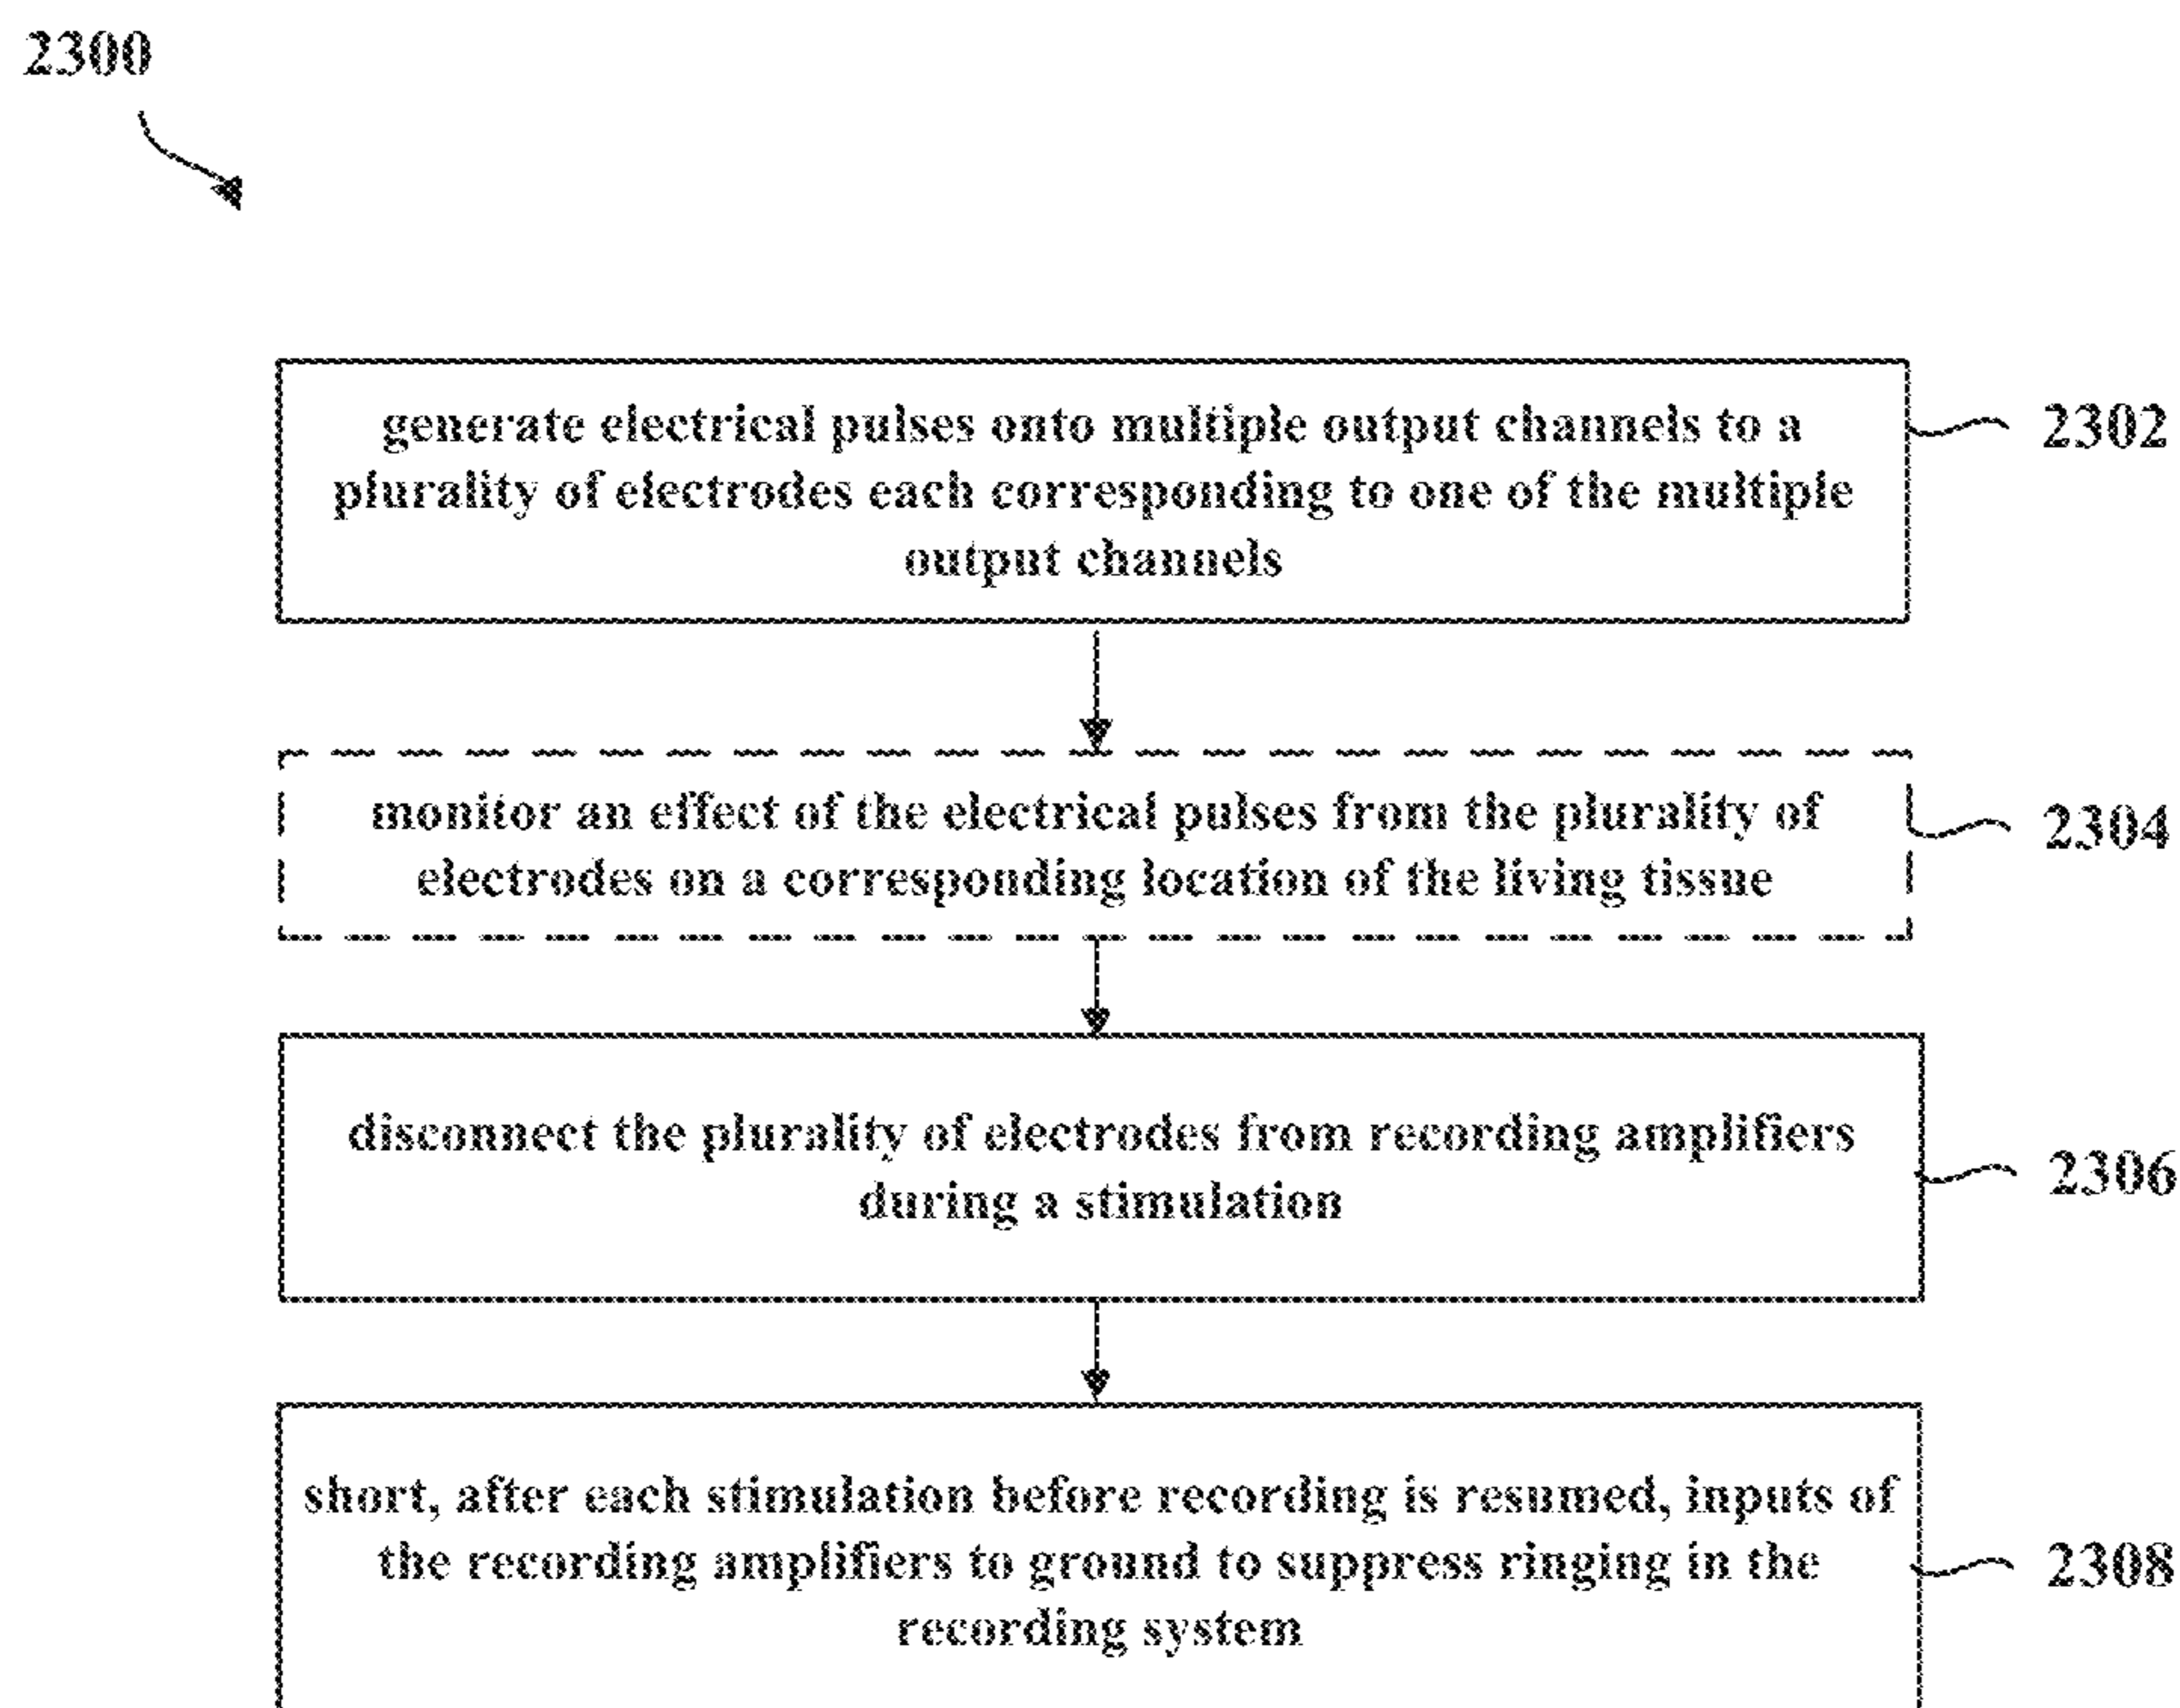 2300
generate electrical pulses onto multiple output channels to a
2302
plurality of electrodes each corresponding to one of the multiple
output channels
monitor an effect of the electrical pulses from the plurality of
2304
electrodes on a corresponding location of the living tissue
disconnect the plurality of electrodes from recording amplifiers
2306
during a stimulation
short, after each stimulation before recording is resumed, inputs of
the recording amplifiers to ground to suppress ringing in the
2308
recording system